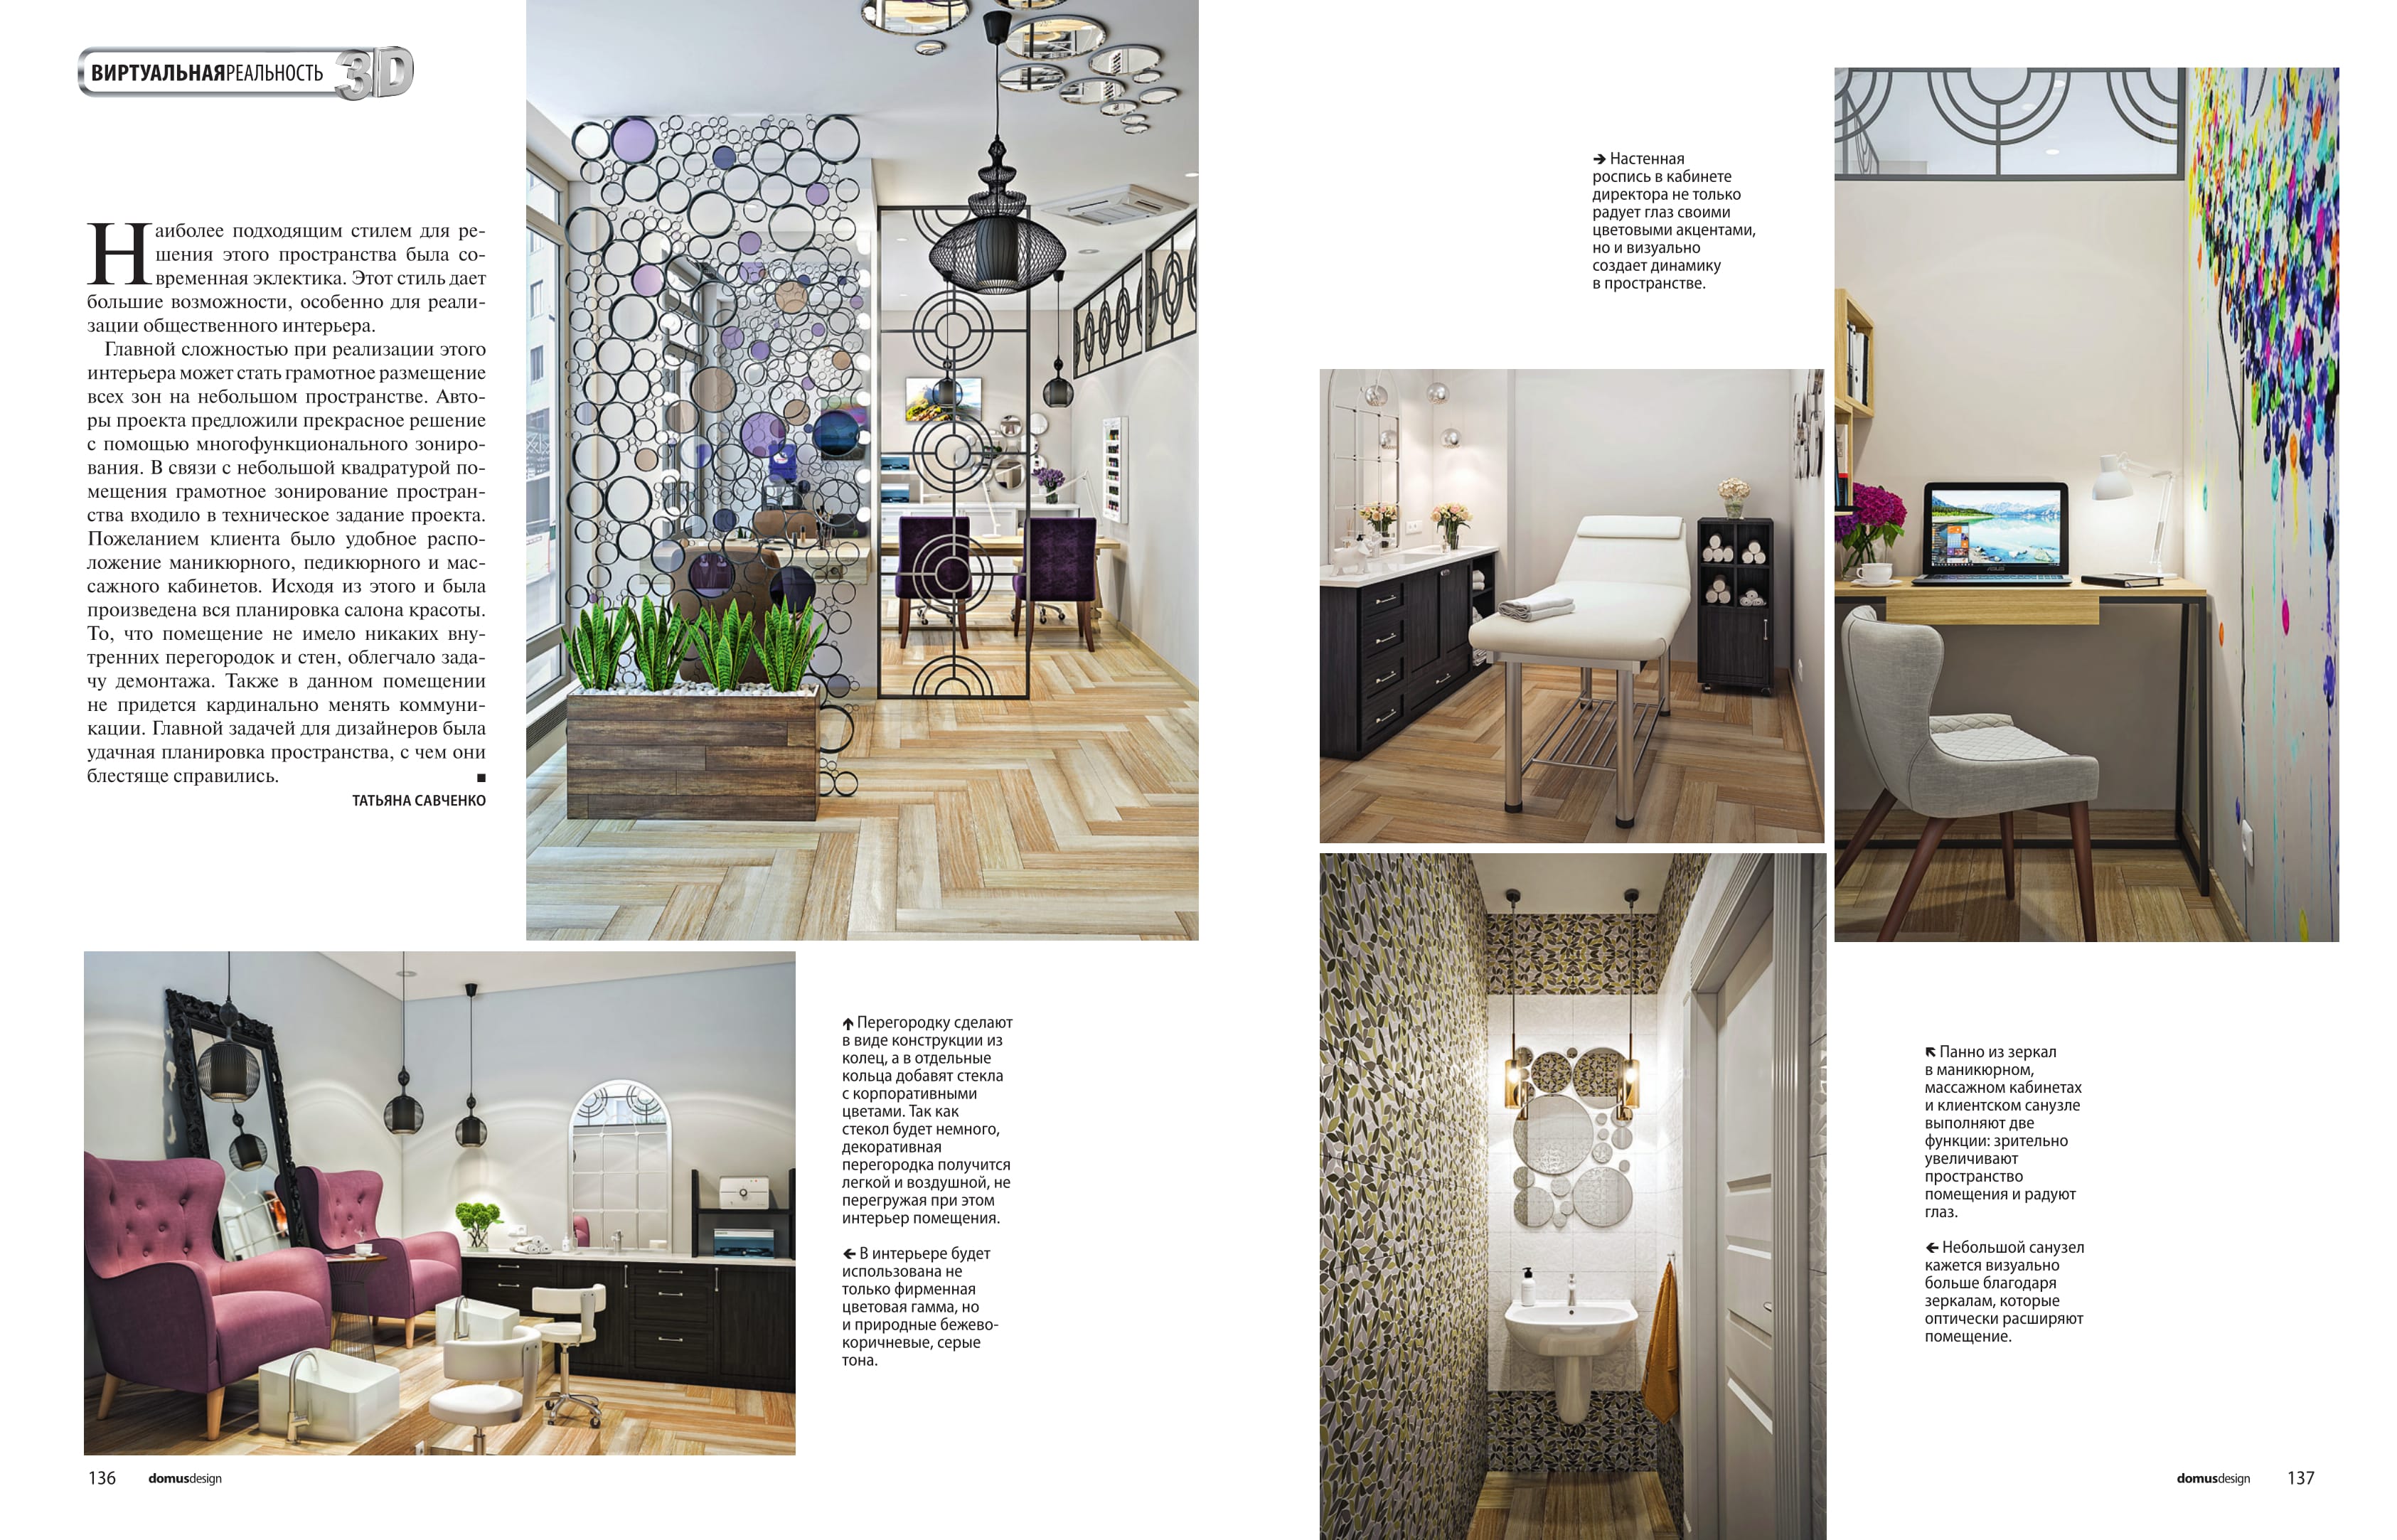 ВИРТУАЛЬНАЯРЕАЛЬНОСТЬ 3D
Наиболее подходящим стилем для ре-
шения этого пространства была со-
временная эклектика. Этот стиль дает
большие возможности, особенно для реали-
зации общественного интерьера.
Главной сложностью при реализации этого
интерьера может стать грамотное размещение
всех зон на небольшом пространстве. Авто-
ры проекта предложили прекрасное решение
с помощью многофункционального зониро-
вания. В связи с небольшой квадратурой по-
мещения грамотное зонирование простран-
ства входило в техническое задание проекта.
Пожеланием клиента было удобное распо-
ложение маникюрного, педикюрного и мас-
сажного кабинетов. Исходя из этого и была
произведена вся планировка салона красоты.
То, что помещение не имело никаких вну-
тренних перегородок и стен, облегчало зада-
чу демонтажа. Также в данном помещении
не придется кардинально менять коммуни-
кации. Главной задачей для дизайнеров была
удачная планировка пространства, с чем они
блестяще справились. ■
ТАТЬЯНА САВЧЕНКО
↑ Перегородку сделают
в виде конструкции из
колец, а в отдельные
кольца добавят стекла
с корпоративными
цветами. Так как
стекол будет немного,
декоративная
перегородка получится
легкой и воздушной, не
перегружая при этом
интерьер помещения.
← В интерьере будет
использована не
только фирменная
цветовая гамма, но
и природные бежево-
коричневые, серые
тона.
136 domusdesign
→ Настенная
роспись в кабинете
директора не только
радует глаз своими
цветовыми акцентами,
но и визуально
создает динамику
в пространстве.
↖ Панно из зеркал
в маникюрном,
массажном кабинетах
и клиентском санузле
выполняют две
функции: зрительно
увеличивают
пространство
помещения и радуют
глаз.
← Небольшой санузел
кажется визуально
больше благодаря
зеркалам, которые
оптически расширяют
помещение.
domusdesign 137